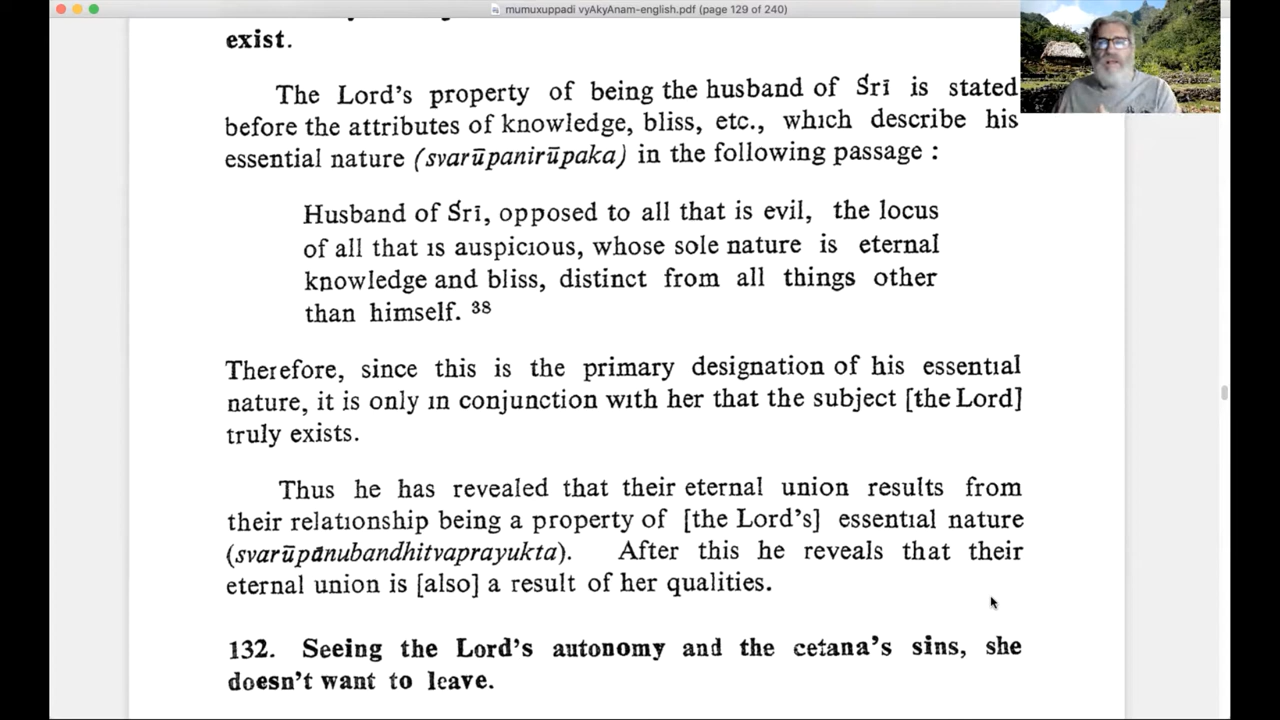 mumuxuppadi vyAkyAnam-english.pdf (page 129 of 240)
exist.
The Lord's property of being the husband of Śrī is stated
before the attributes of knowledge, bliss, etc., which describe his
essential nature (svarūpanirūpaka) in the following passage :
Husband of Śrī, opposed to all that is evil, the locus
of all that is auspicious, whose sole nature is eternal
knowledge and bliss, distinct from all things other
than himself. 38
Therefore, since this is the primary designation of his essential
nature, it is only in conjunction with her that the subject [the Lord]
truly exists.
Thus he has revealed that their eternal union results from
their relationship being a property of [the Lord's] essential nature
(svarūpānubandhitvaprayukta). After this he reveals that their
eternal union is [also] a result of her qualities.
132. Seeing the Lord's autonomy and the cetana's sins, she
doesn't want to leave.